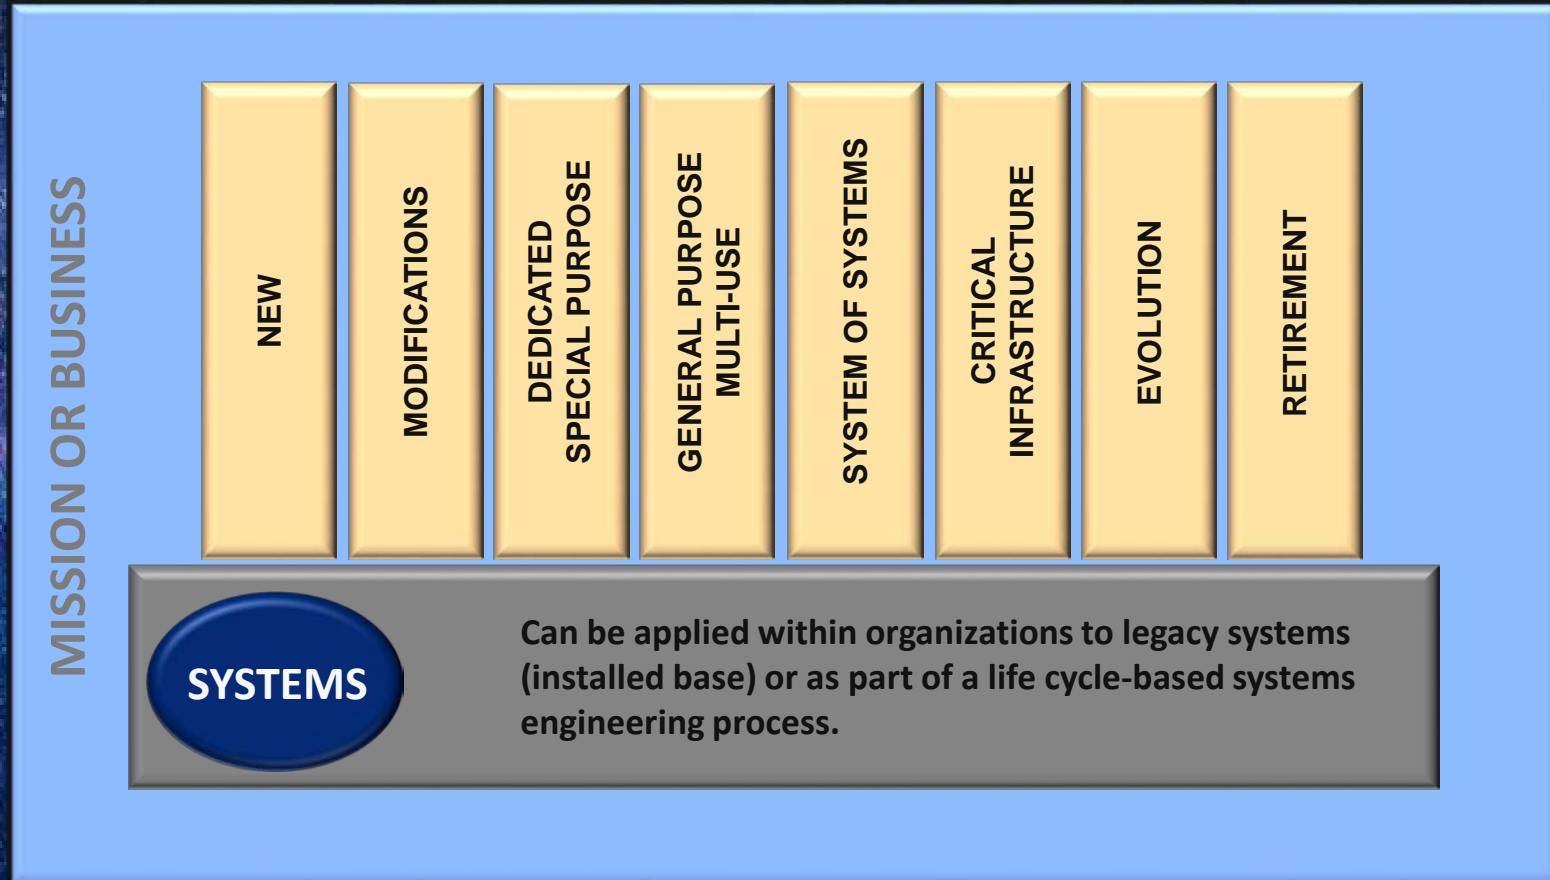 MISSION OR BUSINESS
NEW
MODIFICATIONS
DEDICATED
SPECIAL PURPOSE
GENERAL PURPOSE
MULTI-USE
SYSTEM OF SYSTEMS
CRITICAL
INFRASTRUCTURE
EVOLUTION
RETIREMENT
SYSTEMS
Can be applied within organizations to legacy systems
(installed base) or as part of a life cycle-based systems
engineering process.